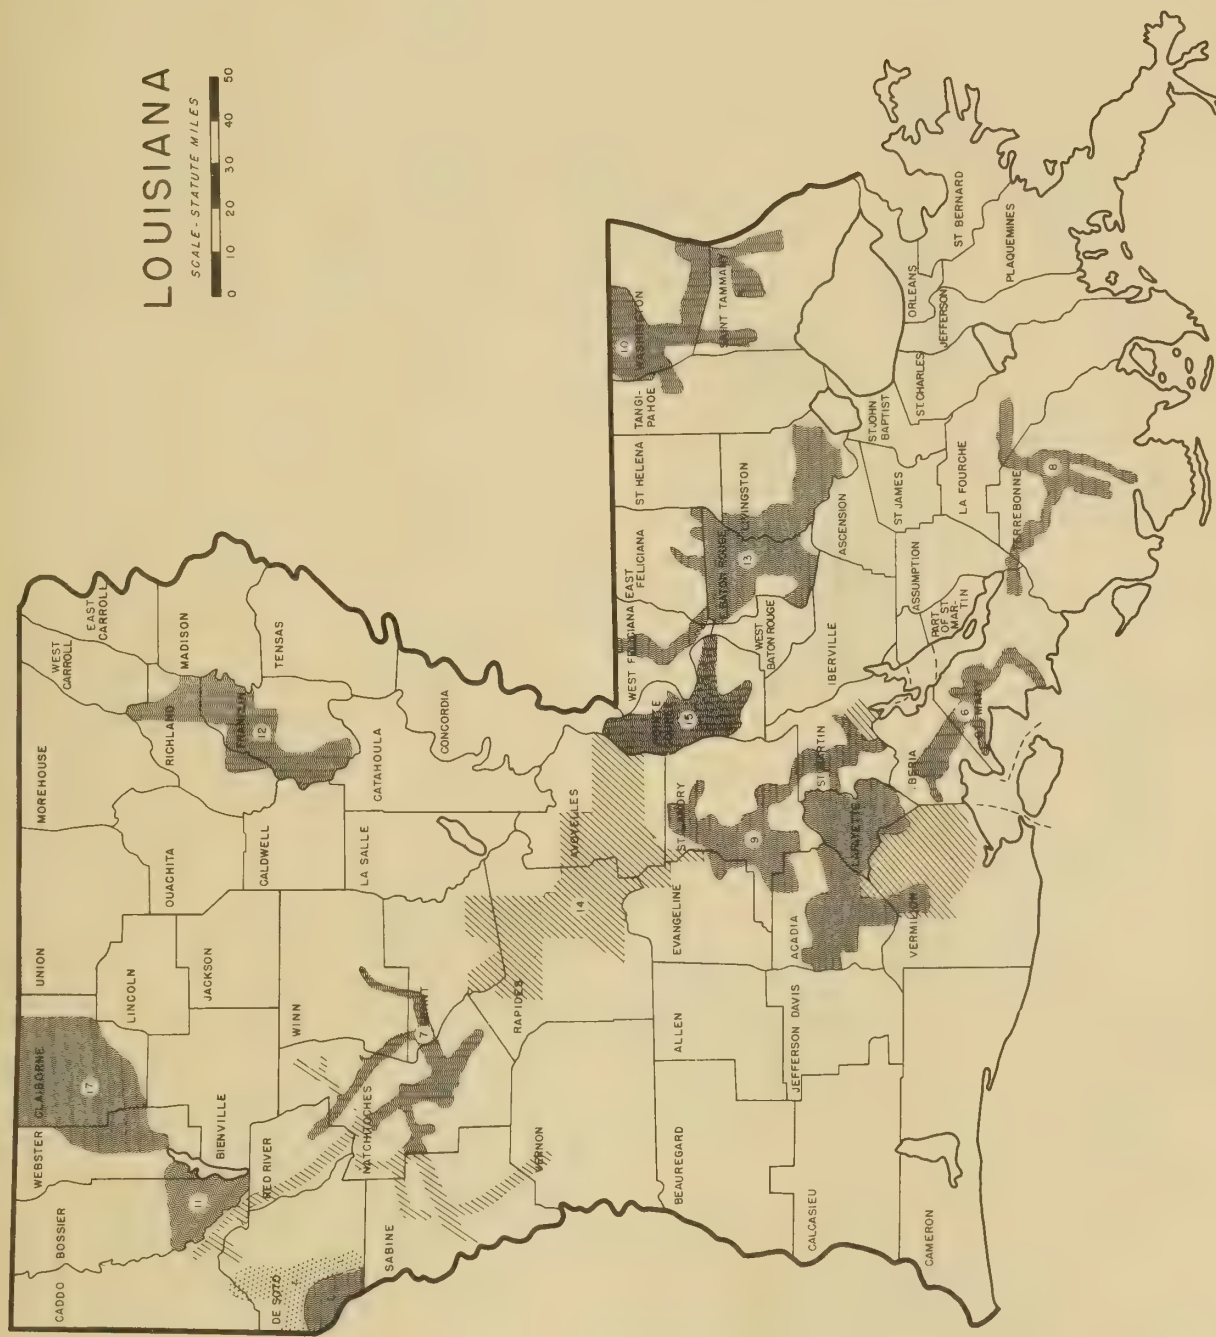 LOUISIANA
SCALE - STATUTE MILES
0 10 20 30 40 50
CADDO
BOSSIER
WEBSTER
CLAIBORNE
17
UNION
MOREHOUSE
WEST
CARROLL
EAST
CARROLL
LINCOLN
OUACHITA
RICHLAND
MADISON
11
BIENVILLE
JACKSON
CALDWELL
FRANKLIN
12
TENSAS
DE SOTO
RED RIVER
WINN
LA SALLE
CATAHOULA
CONCORDIA
SABINE
NATCHITOCHES
7
VERNON
RAPIDES
14
AVOYELLES
15
WEST FELICIANA
EAST
FELICIANA
ST HELENA
TANGI-
PAHOE
10
WASHINGTON
BEAUREGARD
ALLEN
EVANGELINE
ST LANDRY
9
WEST
BATON ROUGE
E BATON ROUGE
13
LIVINGSTON
SAINT TAMMANY
CALCASIEU
JEFFERSON DAVIS
ACADIA
LAFAYETTE
ST MARTIN
IBERVILLE
ASCENSION
ST JOHN
BAPTIST
CAMERON
VERMILION
IBERIA
6
ST MARY
PART
OF ST
MAR-
TIN
ASSUMPTION
ST JAMES
ST. CHARLES
ORLEANS
JEFFERSON
ST BERNARD
PLAQUEMINES
LA FOURCHE
TERREBONNE
8